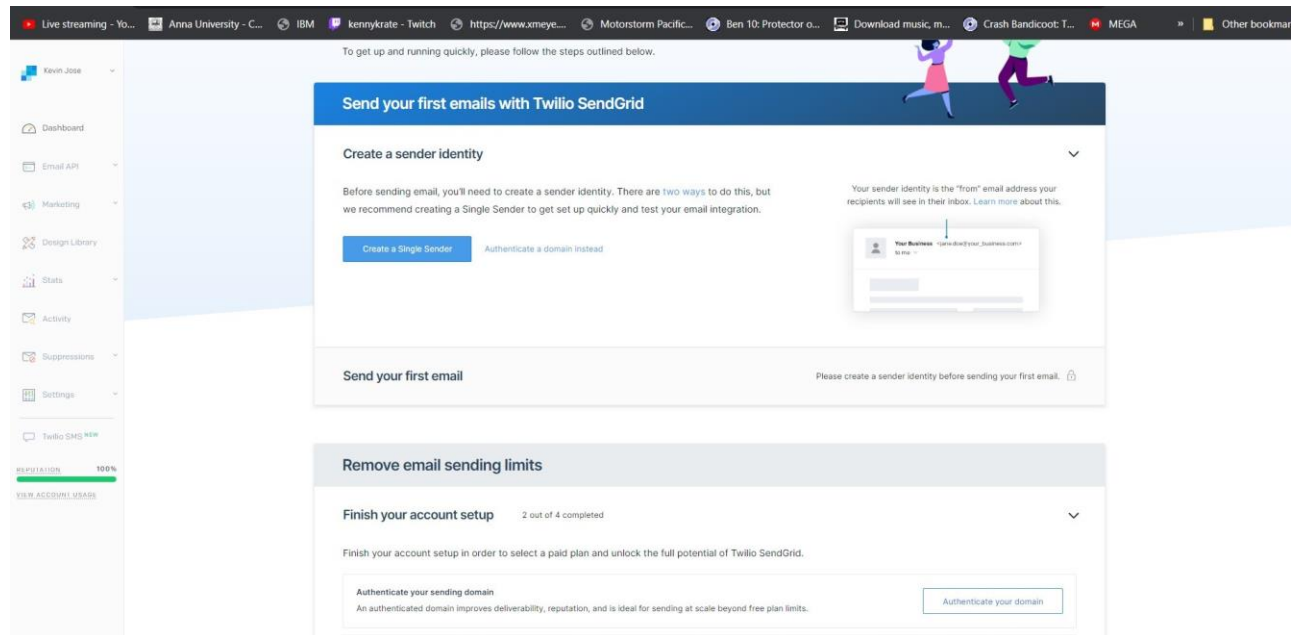 Live streaming - Yo...
Anna University - C...
IBM
kennykrate - Twitch
https://www.xmeye....
Motorstorm Pacific...
Ben 10: Protector o...
Download music, m...
Crash Bandicoot: T...
MEGA
»
Other bookmar
Kevin Jose
Dashboard
Email API
Marketing
Design Library
Stats
Activity
Suppressions
Settings
Twilio SMS NEW
REPUTATION 100%
VIEW ACCOUNT USAGE
To get up and running quickly, please follow the steps outlined below.
Send your first emails with Twilio SendGrid
Create a sender identity
Before sending email, you'll need to create a sender identity. There are two ways to do this, but
we recommend creating a Single Sender to get set up quickly and test your email integration.
Create a Single Sender
Authenticate a domain instead
Your sender identity is the "from" email address your
recipients will see in their inbox. Learn more about this.
Your Business <jane.doe@your_business.com>
to me
Send your first email
Please create a sender identity before sending your first email.
Remove email sending limits
Finish your account setup 2 out of 4 completed
Finish your account setup in order to select a paid plan and unlock the full potential of Twilio SendGrid.
Authenticate your sending domain
An authenticated domain improves deliverability, reputation, and is ideal for sending at scale beyond free plan limits.
Authenticate your domain